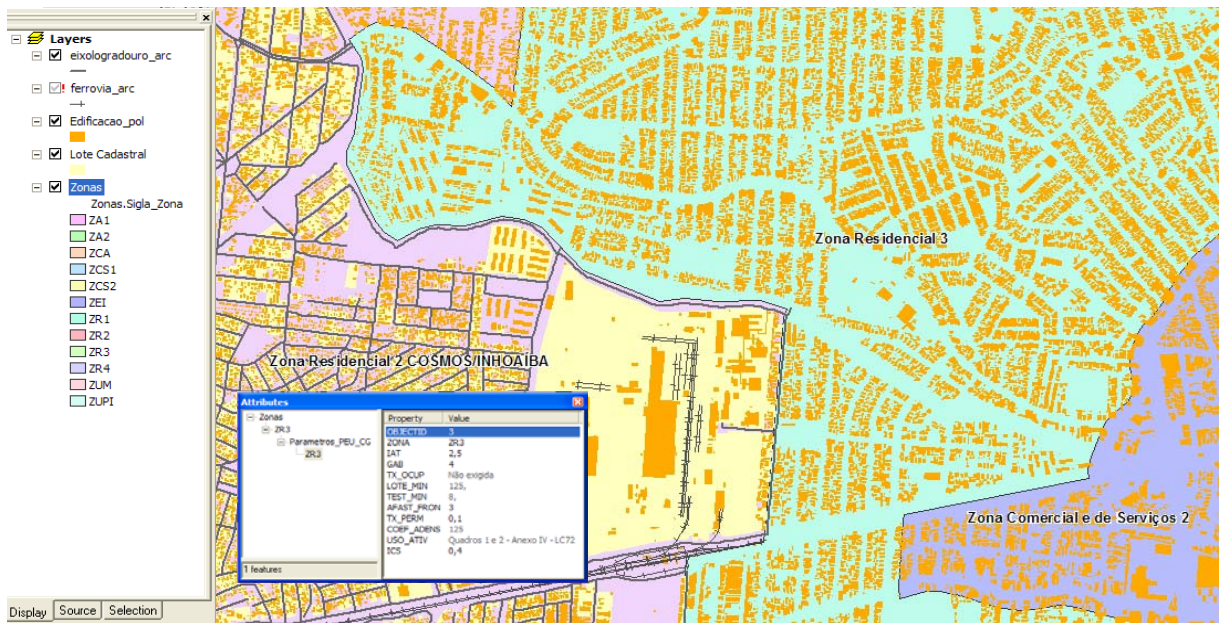 Layers
eixologradouro_arc
ferrovia_arc
Edificacao_pol
Lote Cadastral
Zonas
Zonas.Sigla_Zona
ZA1
ZA2
ZCA
ZCS1
ZCS2
ZEI
ZR1
ZR2
ZR3
ZR4
ZUM
ZUPI
Display Source Selection
Zona Residencial 3
Zona Residencial 2 COSMOS/INHOAÍBA
Zona Comercial e de Serviços 2
Attributes
Zonas
ZR3
Parametros_PEU_CG
ZR3
1 features
Property Value
OBJECTID 3
ZONA ZR3
IAT 2,5
GAB 4
TX_OCUP Não exigida
LOTE_MIN 125,
TEST_MIN 8,
AFAST_FRON 3
TX_PERM 0,1
COEF_ADENS 125
USO_ATIV Quadros 1 e 2 - Anexo IV - LC72
ICS 0,4